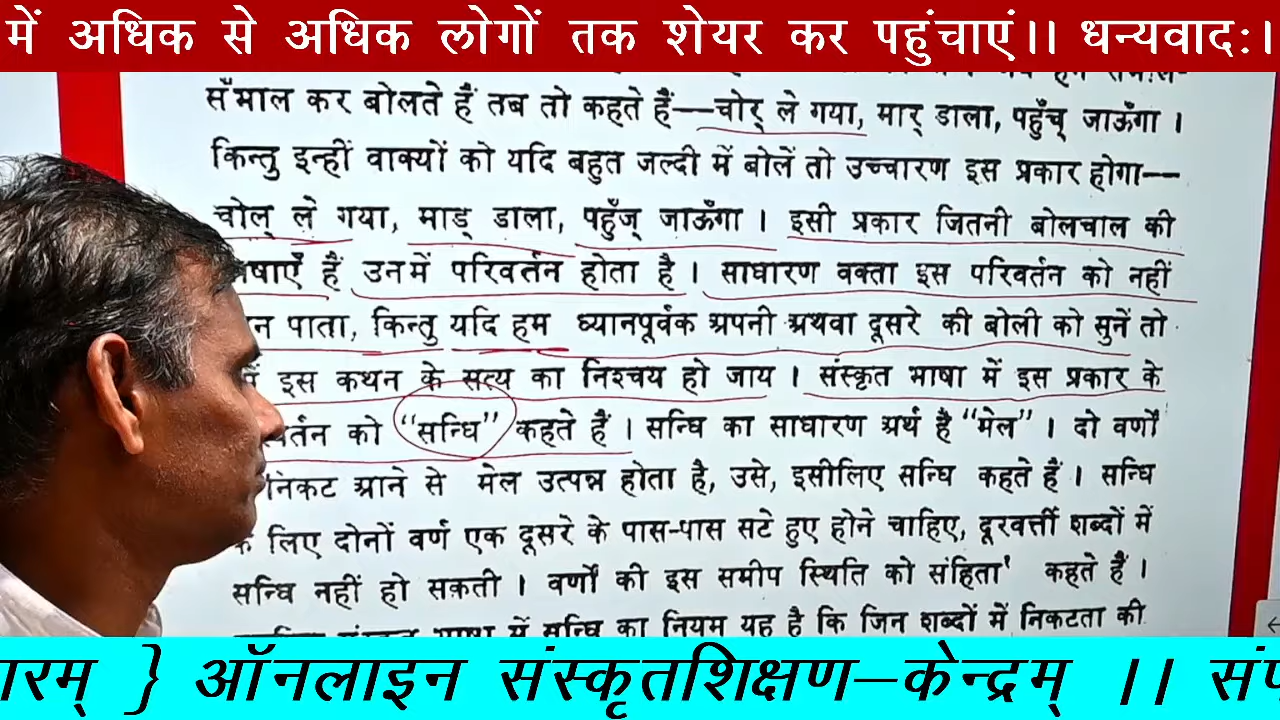 में अधिक से अधिक लोगों तक शेयर कर पहुंचाएं।। धन्यवादः।
सँभाल कर बोलते हैं तब तो कहते हैं—चोर् ले गया, मार् डाला, पहुँच् जाऊँगा ।
किन्तु इन्हीं वाक्यों को यदि बहुत जल्दी में बोलें तो उच्चारण इस प्रकार होगा—
चोल् ले गया, माड् डाला, पहुँज् जाऊँगा । इसी प्रकार जितनी बोलचाल की
हैं उनमें परिवर्तन होता है । साधारण वक्ता इस परिवर्तन को नहीं
पाता, किन्तु यदि हम ध्यानपूर्वक अपनी अथवा दूसरे की बोली को सुनें तो
इस कथन के सत्य का निश्चय हो जाय । संस्कृत भाषा में इस प्रकार के
को “सन्धि” कहते हैं । सन्धि का साधारण अर्थ है “मेल” । दो वर्णों
निकट आने से मेल उत्पन्न होता है, उसे, इसीलिए सन्धि कहते हैं । सन्धि
लिए दोनों वर्ण एक दूसरे के पास-पास सटे हुए होने चाहिए, दूरवर्त्ती शब्दों में
सन्धि नहीं हो सकती । वर्णों की इस समीप स्थिति को संहिता¹ कहते हैं ।
भाषा में सन्धि का नियम यह है कि जिन शब्दों में निकटता की
ारम् } ऑनलाइन संस्कृतशिक्षण–केन्द्रम् ।। संप